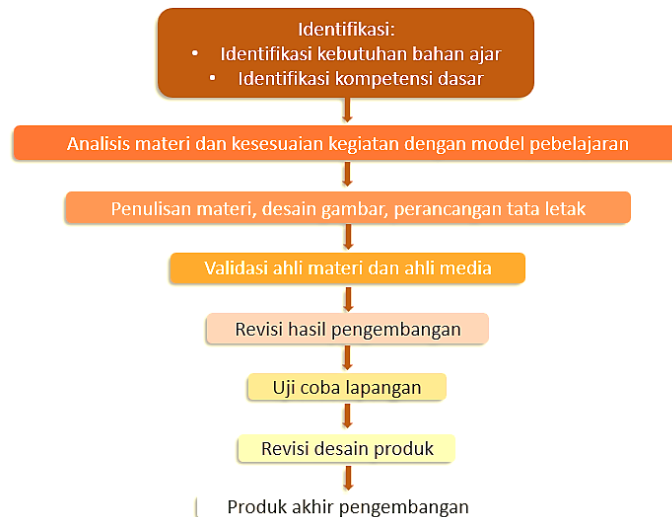 Identifikasi:
• Identifikasi kebutuhan bahan ajar
• Identifikasi kompetensi dasar
Analisis materi dan kesesuaian kegiatan dengan model pebelajaran
Penulisan materi, desain gambar, perancangan tata letak
Validasi ahli materi dan ahli media
Revisi hasil pengembangan
Uji coba lapangan
Revisi desain produk
Produk akhir pengembangan